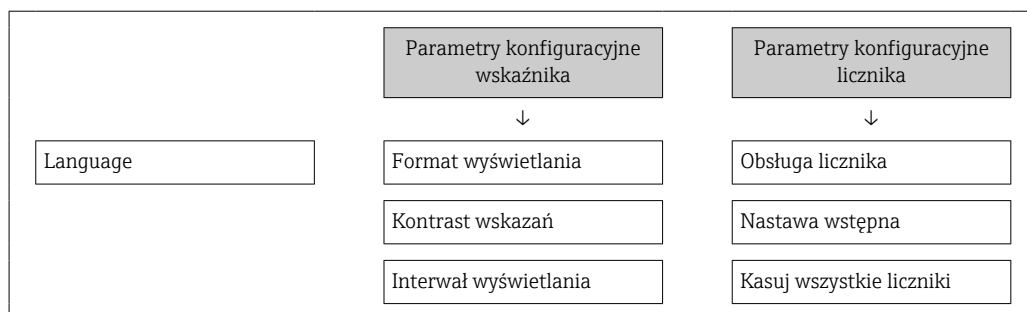 Parametry konfiguracyjne
wskaźnika
Parametry konfiguracyjne
licznika
↓
↓
Language
Format wyświetlania
Obsługa licznika
Kontrast wskazań
Nastawa wstępna
Interwał wyświetlania
Kasuj wszystkie liczniki